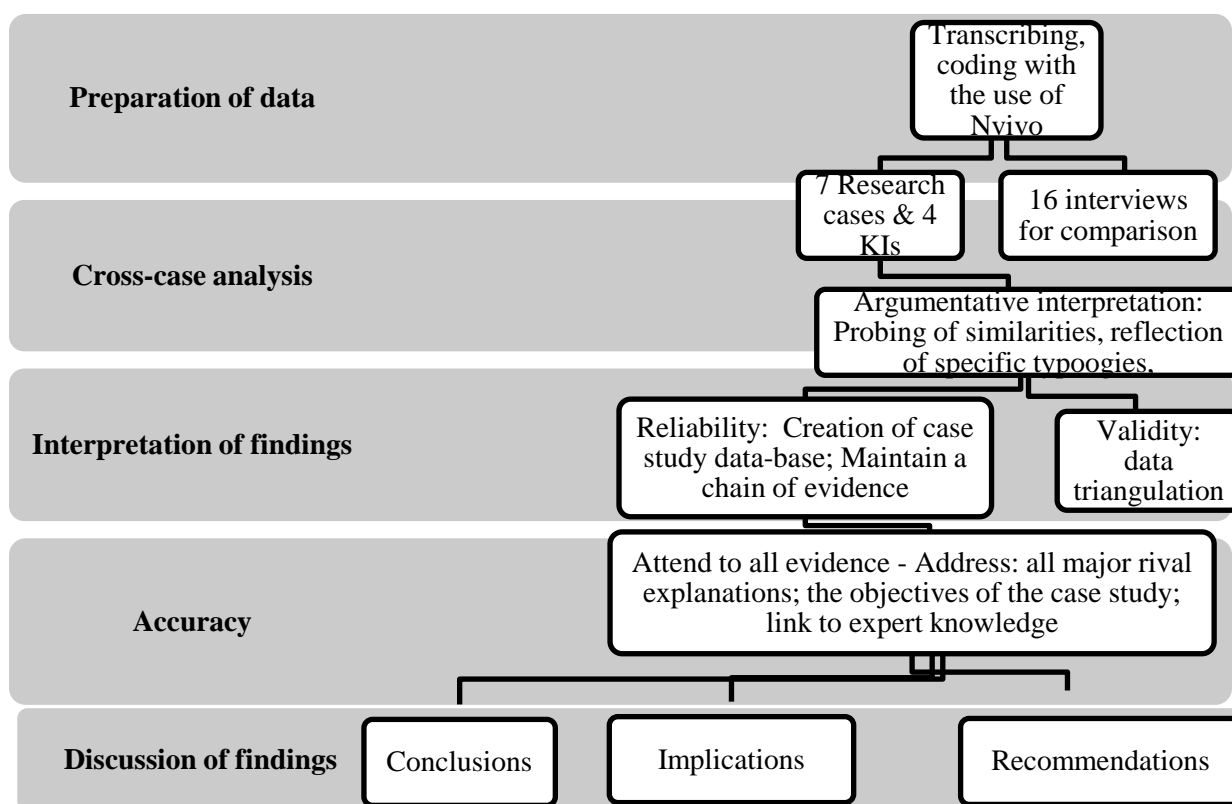 Preparation of data
Transcribing,
coding with
the use of
Nvivo
7 Research
cases & 4
KIs
16 interviews
for comparison
Cross-case analysis
Argumentative interpretation:
Probing of similarities, reflection
of specific typoogies,
Interpretation of findings
Reliability:  Creation of case
study data-base; Maintain a
chain of evidence
Validity:
data
triangulation
Accuracy
Attend to all evidence - Address: all major rival
explanations; the objectives of the case study;
link to expert knowledge
Discussion of findings
Conclusions
Implications
Recommendations